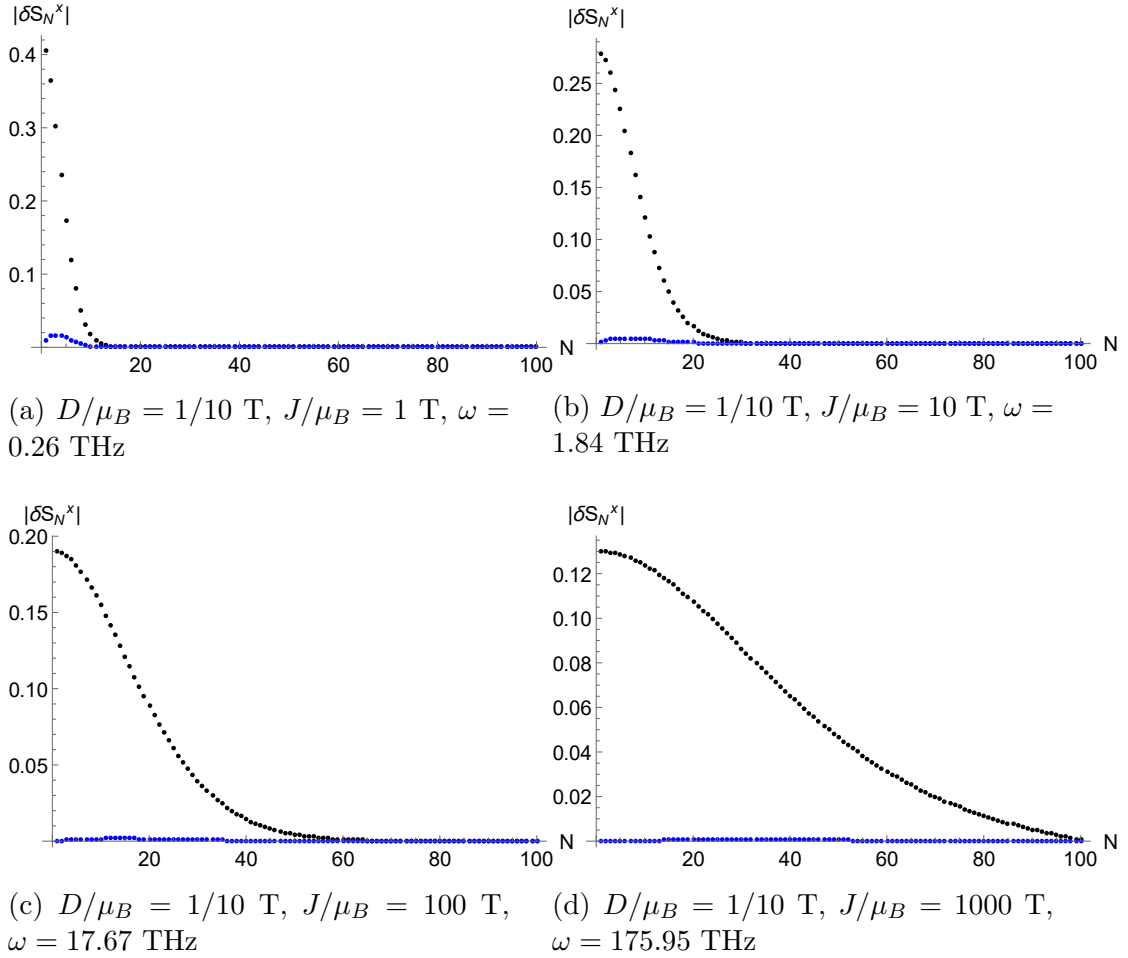 |δS_N^x|
0.4
0.3
0.2
0.1
20 40 60 80 100 N
(a) D/μ_B = 1/10 T, J/μ_B = 1 T, ω =
0.26 THz
|δS_N^x|
0.25
0.20
0.15
0.10
0.05
20 40 60 80 100 N
(b) D/μ_B = 1/10 T, J/μ_B = 10 T, ω =
1.84 THz
|δS_N^x|
0.20
0.15
0.10
0.05
20 40 60 80 100 N
(c) D/μ_B = 1/10 T, J/μ_B = 100 T,
ω = 17.67 THz
|δS_N^x|
0.12
0.10
0.08
0.06
0.04
0.02
20 40 60 80 100 N
(d) D/μ_B = 1/10 T, J/μ_B = 1000 T,
ω = 175.95 THz